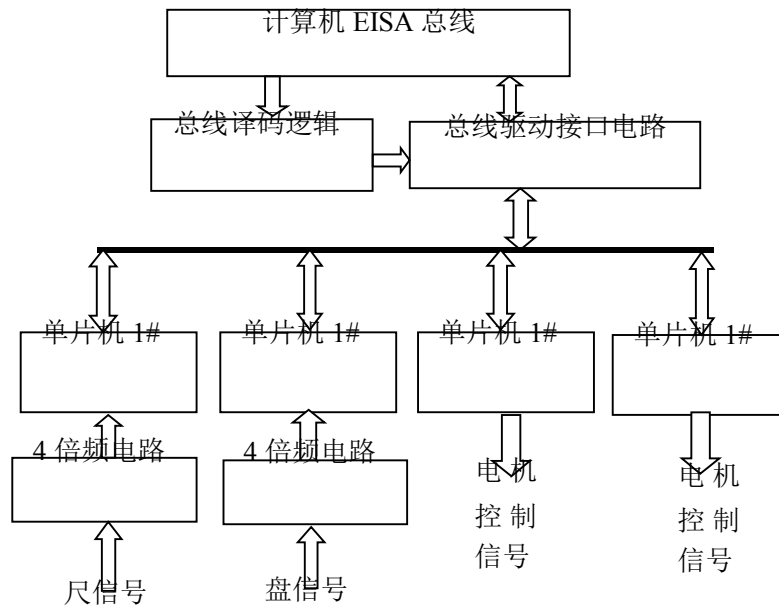 计算机 EISA 总线
总线译码逻辑
总线驱动接口电路
单片机 1#
单片机 1#
单片机 1#
单片机 1#
4 倍频电路
4 倍频电路
电 机
控 制
信号
电 机
控 制
信号
尺信号
盘信号